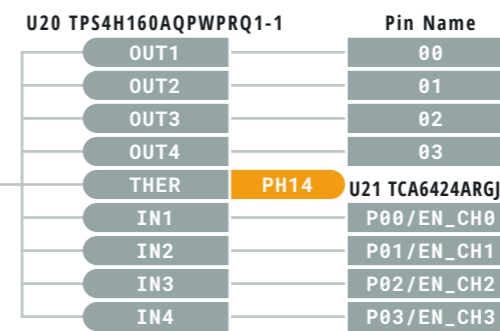 U20 TPS4H160AQPWPRQ1-1 Pin Name
OUT1 00
OUT2 01
OUT3 02
OUT4 03
THER PH14 U21 TCA6424ARGJ
IN1 P00/EN_CH0
IN2 P01/EN_CH1
IN3 P02/EN_CH2
IN4 P03/EN_CH3